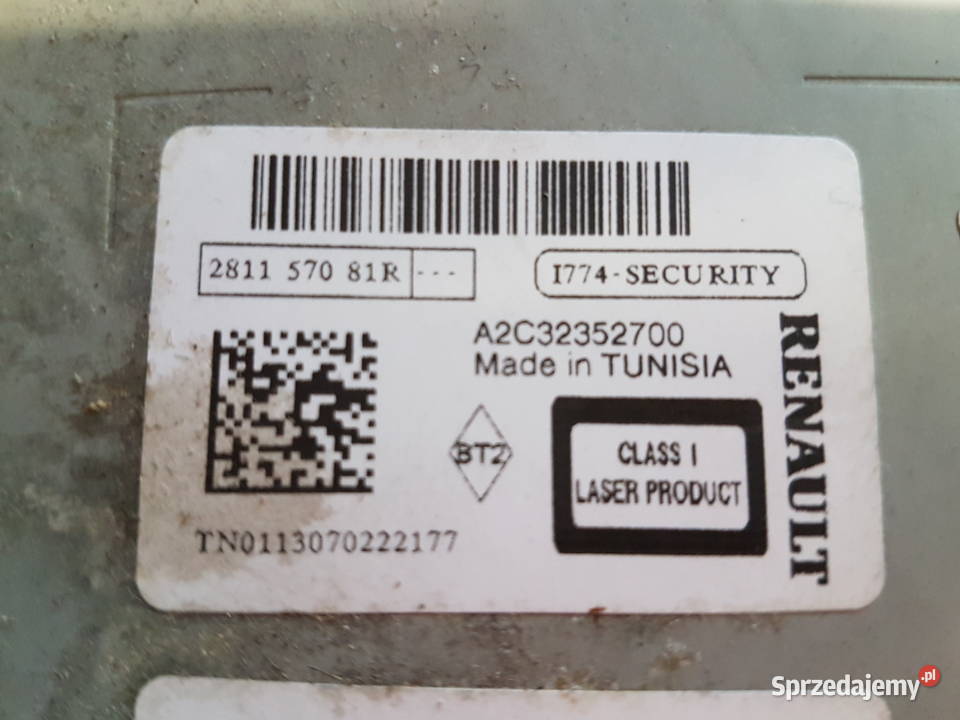 2811 570 81R ---
I774-SECURITY
A2C32352700
Made in TUNISIA
BT2
CLASS I
LASER PRODUCT
RENAULT
TN0113070222177
Sprzedajemy.pl